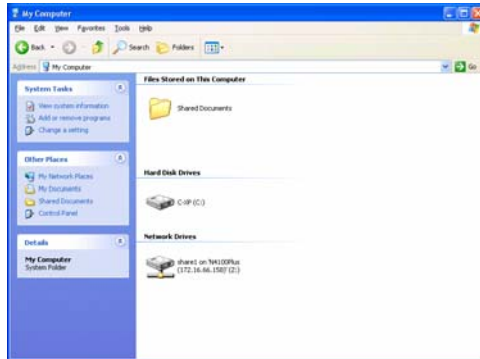 My Computer
File Edit View Favorites Tools Help
Back Search Folders
Address My Computer Go
System Tasks
View system information
Add or remove programs
Change a setting
Other Places
My Network Places
My Documents
Shared Documents
Control Panel
Details
My Computer
System Folder
Files Stored on This Computer
Shared Documents
Hard Disk Drives
(C:)
Network Drives
share1 on 'N4100Plus
(172.16.66.158)' (Z:)